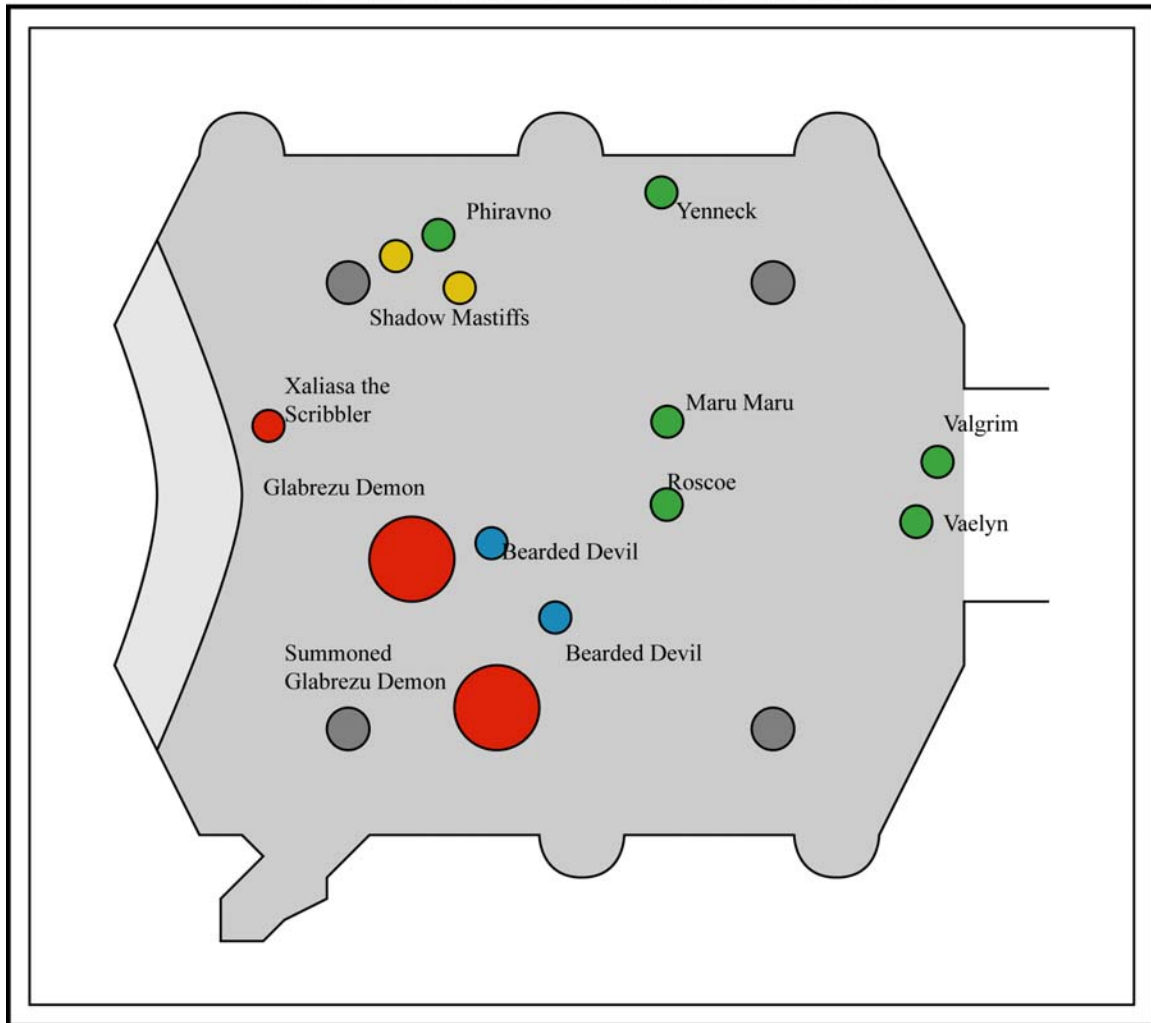 Phiravno
Yenneck
Shadow Mastiffs
Xaliasa the
Scribbler
Maru Maru
Valgrim
Glabrezu Demon
Roscoe
Vaelyn
Bearded Devil
Summoned
Glabrezu Demon
Bearded Devil